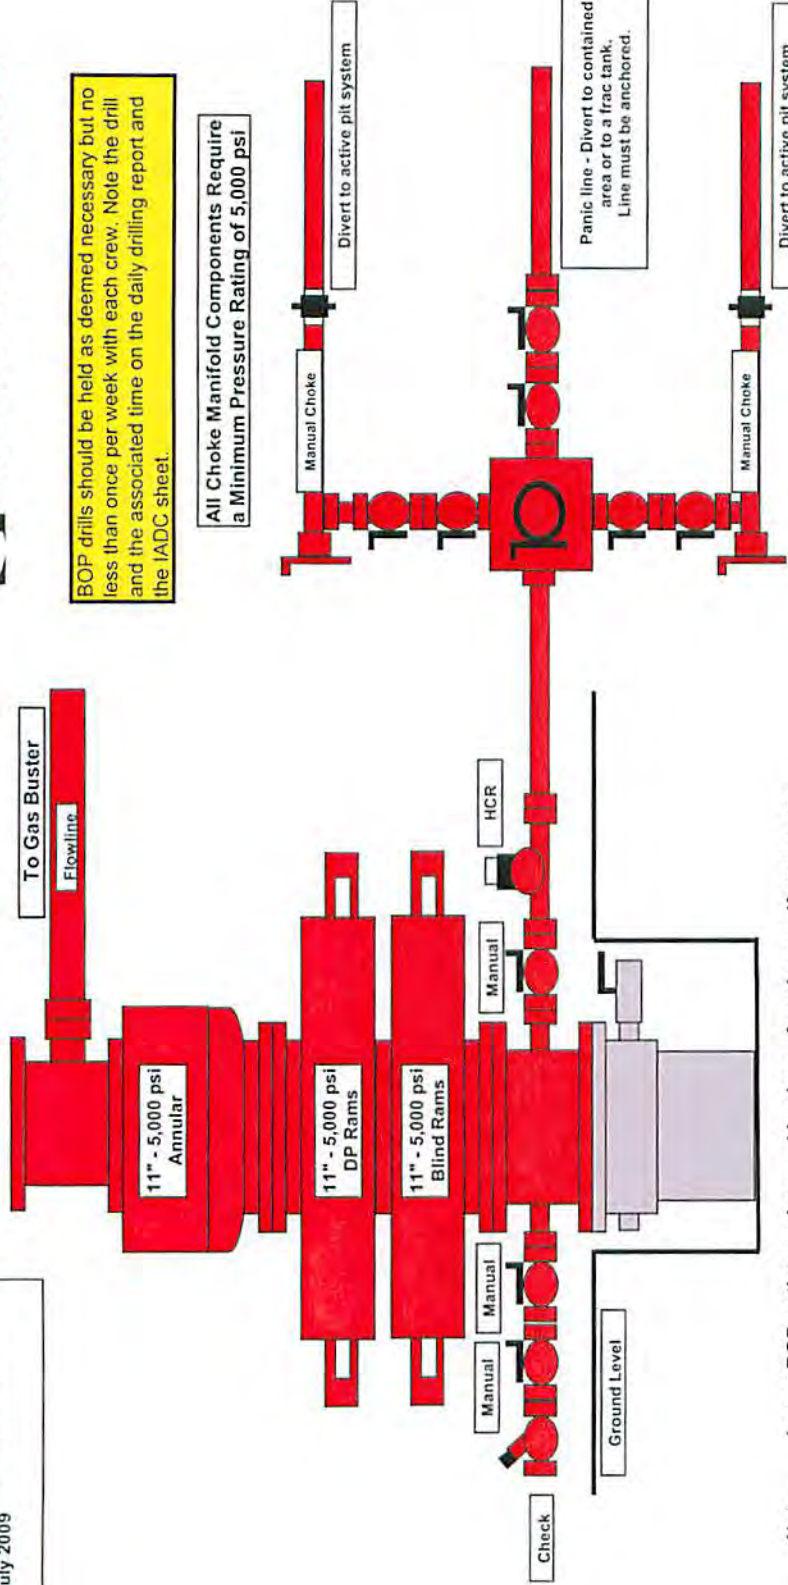 July 2009
BOP drills should be held as deemed necessary but no
less than once per week with each crew. Note the drill
and the associated time on the daily drilling report and
the IADC sheet.
All Choke Manifold Components Require
a Minimum Pressure Rating of 5,000 psi
To Gas Buster
Flowline
11" - 5,000 psi
Annular
11" - 5,000 psi
DP Rams
11" - 5,000 psi
Blind Rams
Manual
Manual
Check
Manual
HCR
Ground Level
Manual Choke
Divert to active pit system
Panic line - Divert to contained
area or to a frac tank.
Line must be anchored.
Manual Choke
Divert to active pit system